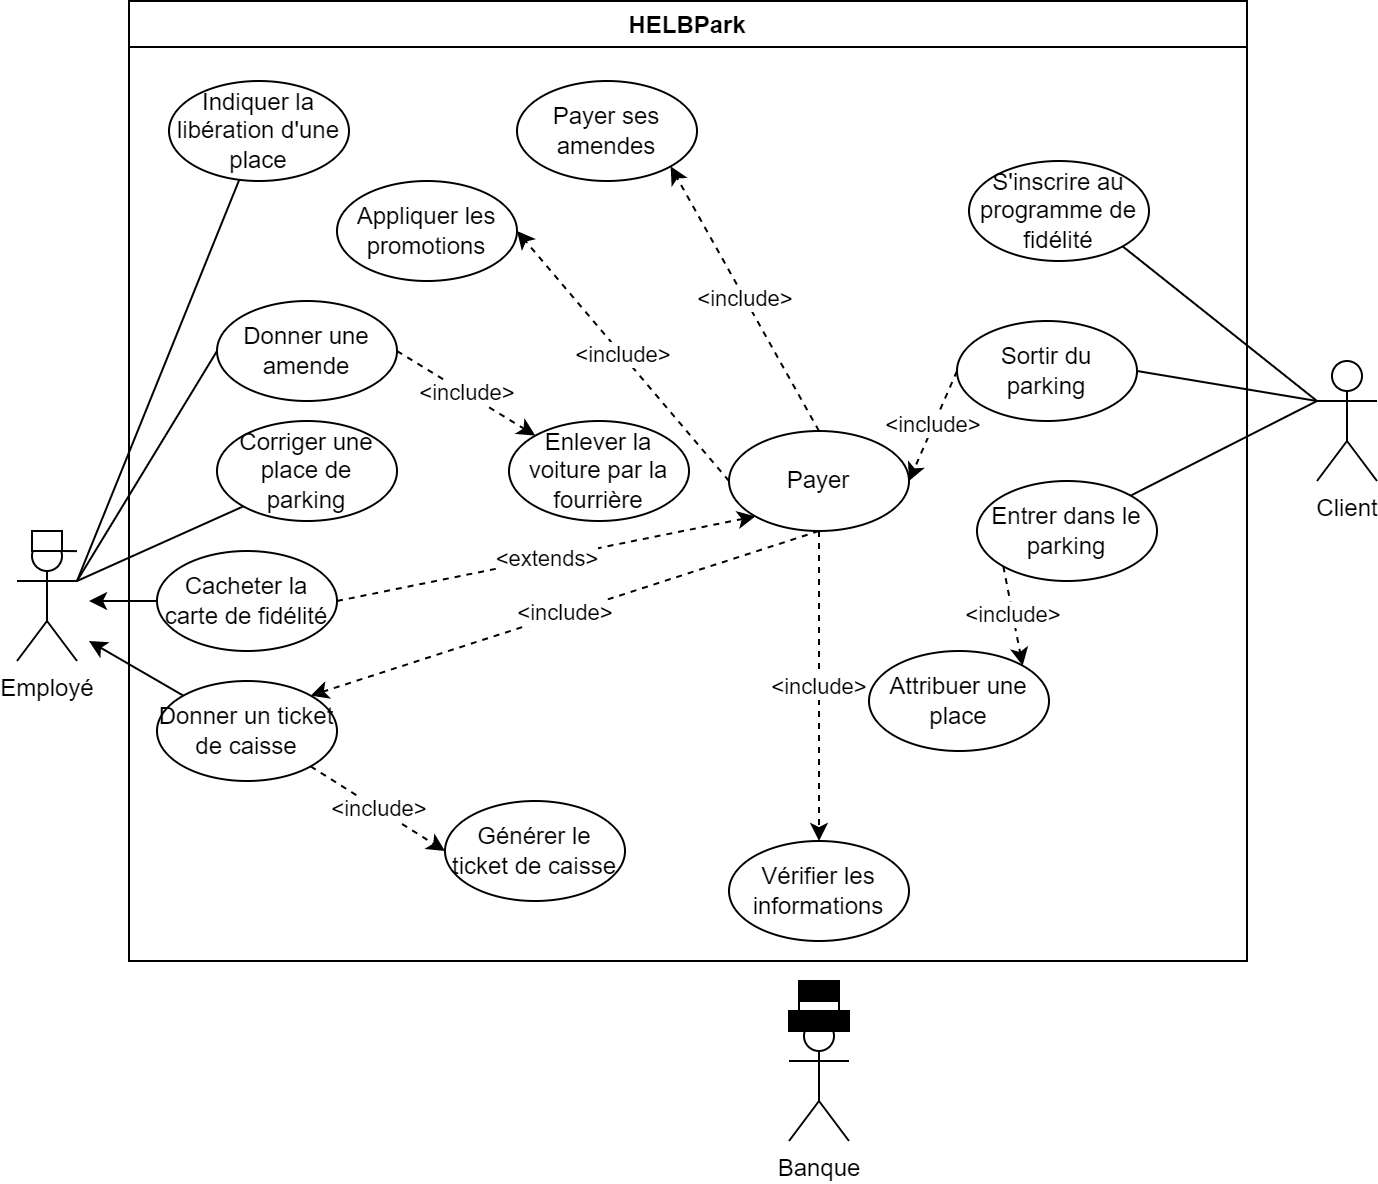 HELBPark
Indiquer la
libération d'une
place
Payer ses
amendes
Appliquer les
promotions
S'inscrire au
programme de
fidélité
<include>
Donner une
amende
<include>
Sortir du
parking
<include>
<include>
Corriger une
place de
parking
Enlever la
voiture par la
fourrière
Payer
Client
Entrer dans le
parking
<extends>
Cacheter la
carte de fidélité
<include>
<include>
Employé
Attribuer une
place
<include>
Donner un ticket
de caisse
<include>
Générer le
ticket de caisse
Vérifier les
informations
Banque